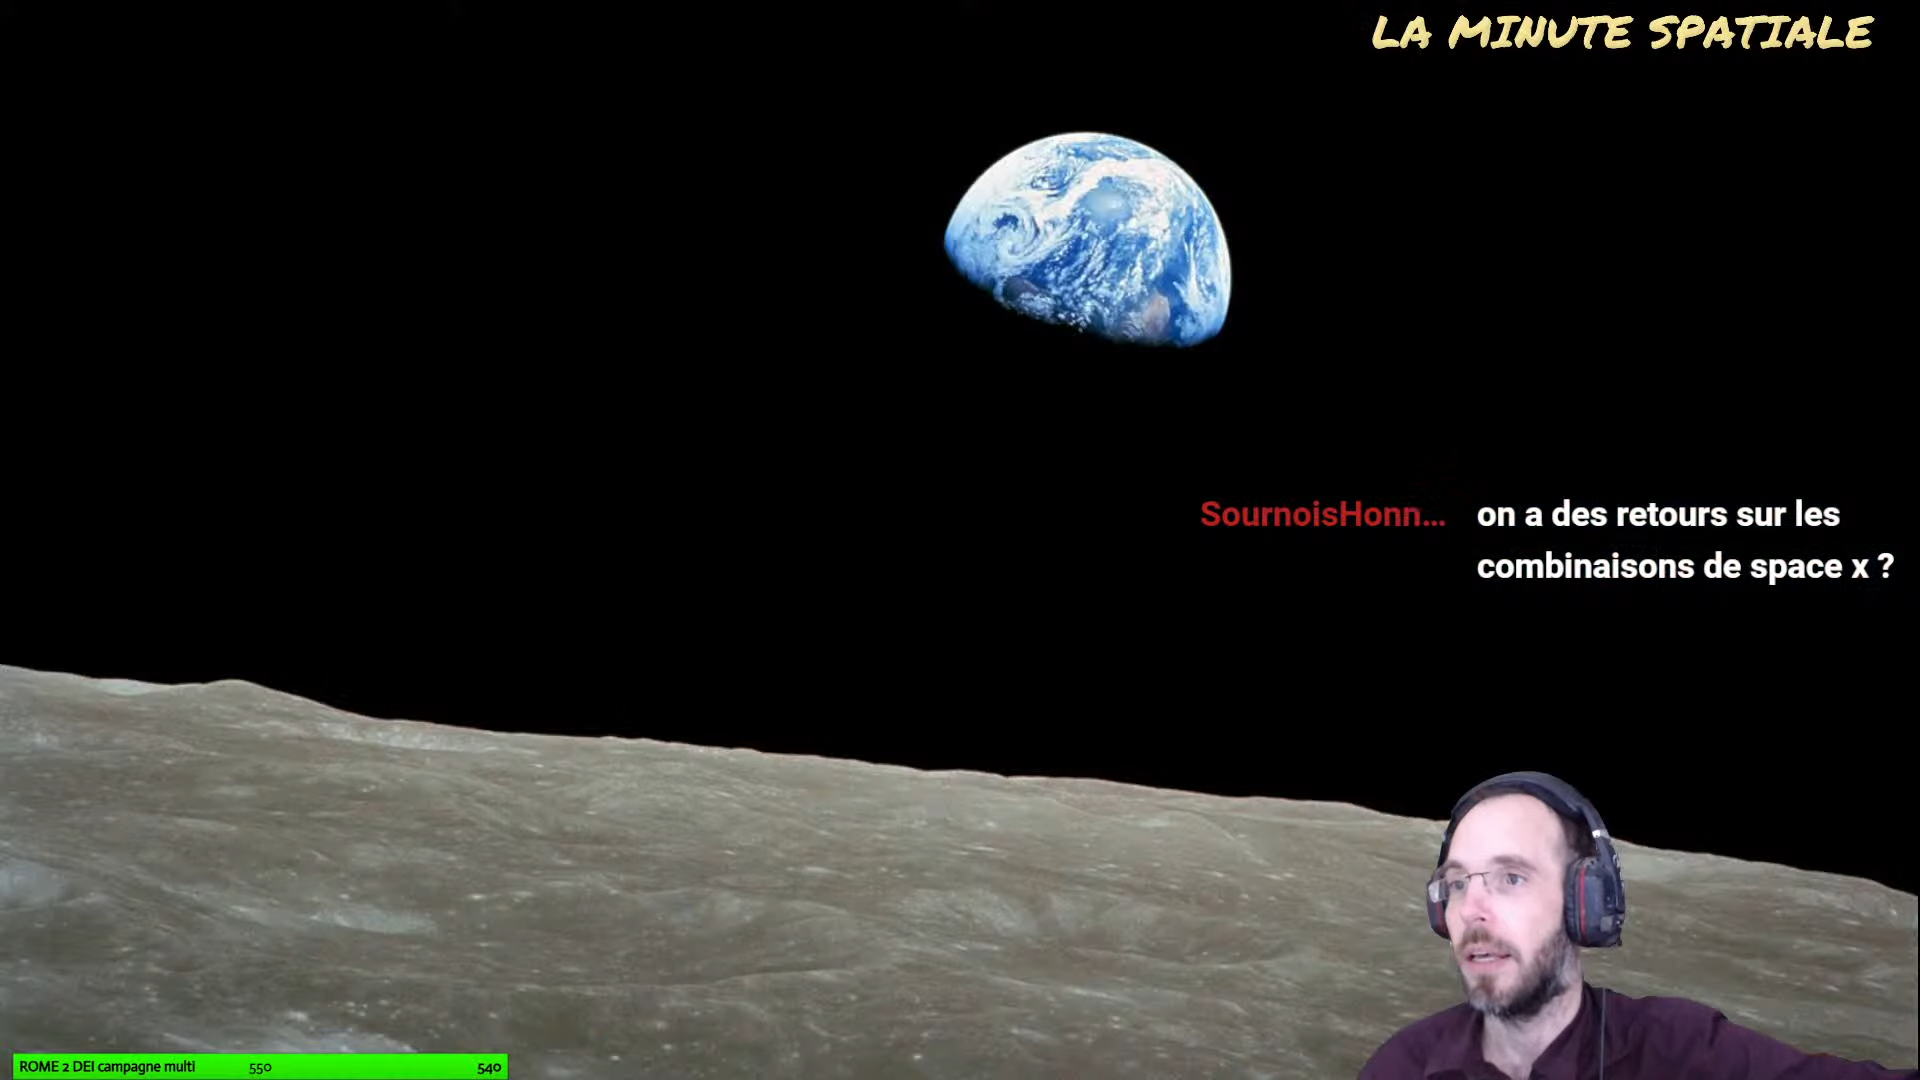 LA MINUTE SPATIALE
SournoisHonn… on a des retours sur les
combinaisons de space x ?
ROME 2 DEI campagne multi 550 540